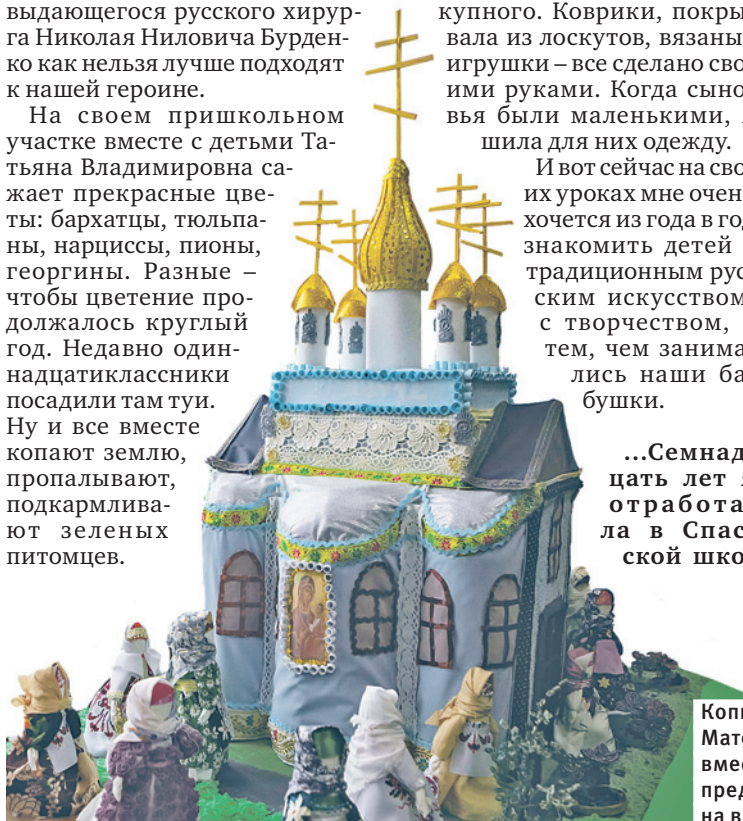 выдающегося русского хирур-
га Николая Ниловича Бурден-
ко как нельзя лучше подходят
к нашей героине.
На своем пришкольном
участке вместе с детьми Та-
тьяна Владимировна са-
жает прекрасные цве-
ты: бархатцы, тюльпа-
ны, нарциссы, пионы,
георгины. Разные –
чтобы цветение про-
должалось круглый
год. Недавно один-
надцатиклассники
посадили там туи.
Ну и все вместе
копают землю,
пропалывают,
подкармлива-
ют зеленых
питомцев.
купного. Коврики, покры
вала из лоскутов, вязаны
игрушки – все сделано сво
ими руками. Когда сыно
вья были маленькими,
шила для них одежду.
И вот сейчас на сво
их уроках мне очен
хочется из года в го
знакомить детей
традиционным рус
ским искусством
с творчеством,
тем, чем занима
лись наши ба
бушки.
...Семнад
цать лет
отработа
ла в Спас
ской шко
Копи
Мате
вмес
пред
на в